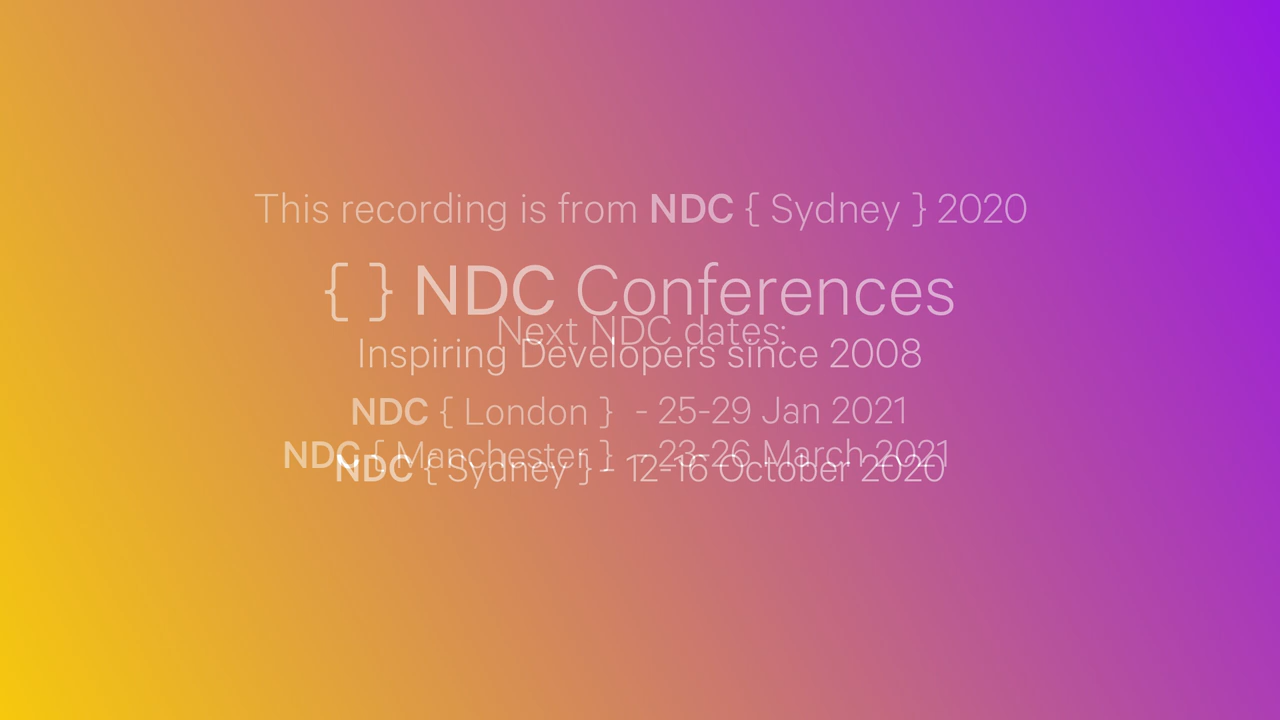 This recording is from NDC { Sydney } 2020
{ } NDC Conferences
Next NDC dates:
Inspiring Developers since 2008
NDC { London } - 25-29 Jan 2021
NDC { Manchester } - 23-26 March 2021
NDC { Sydney } - 12-16 October 2020